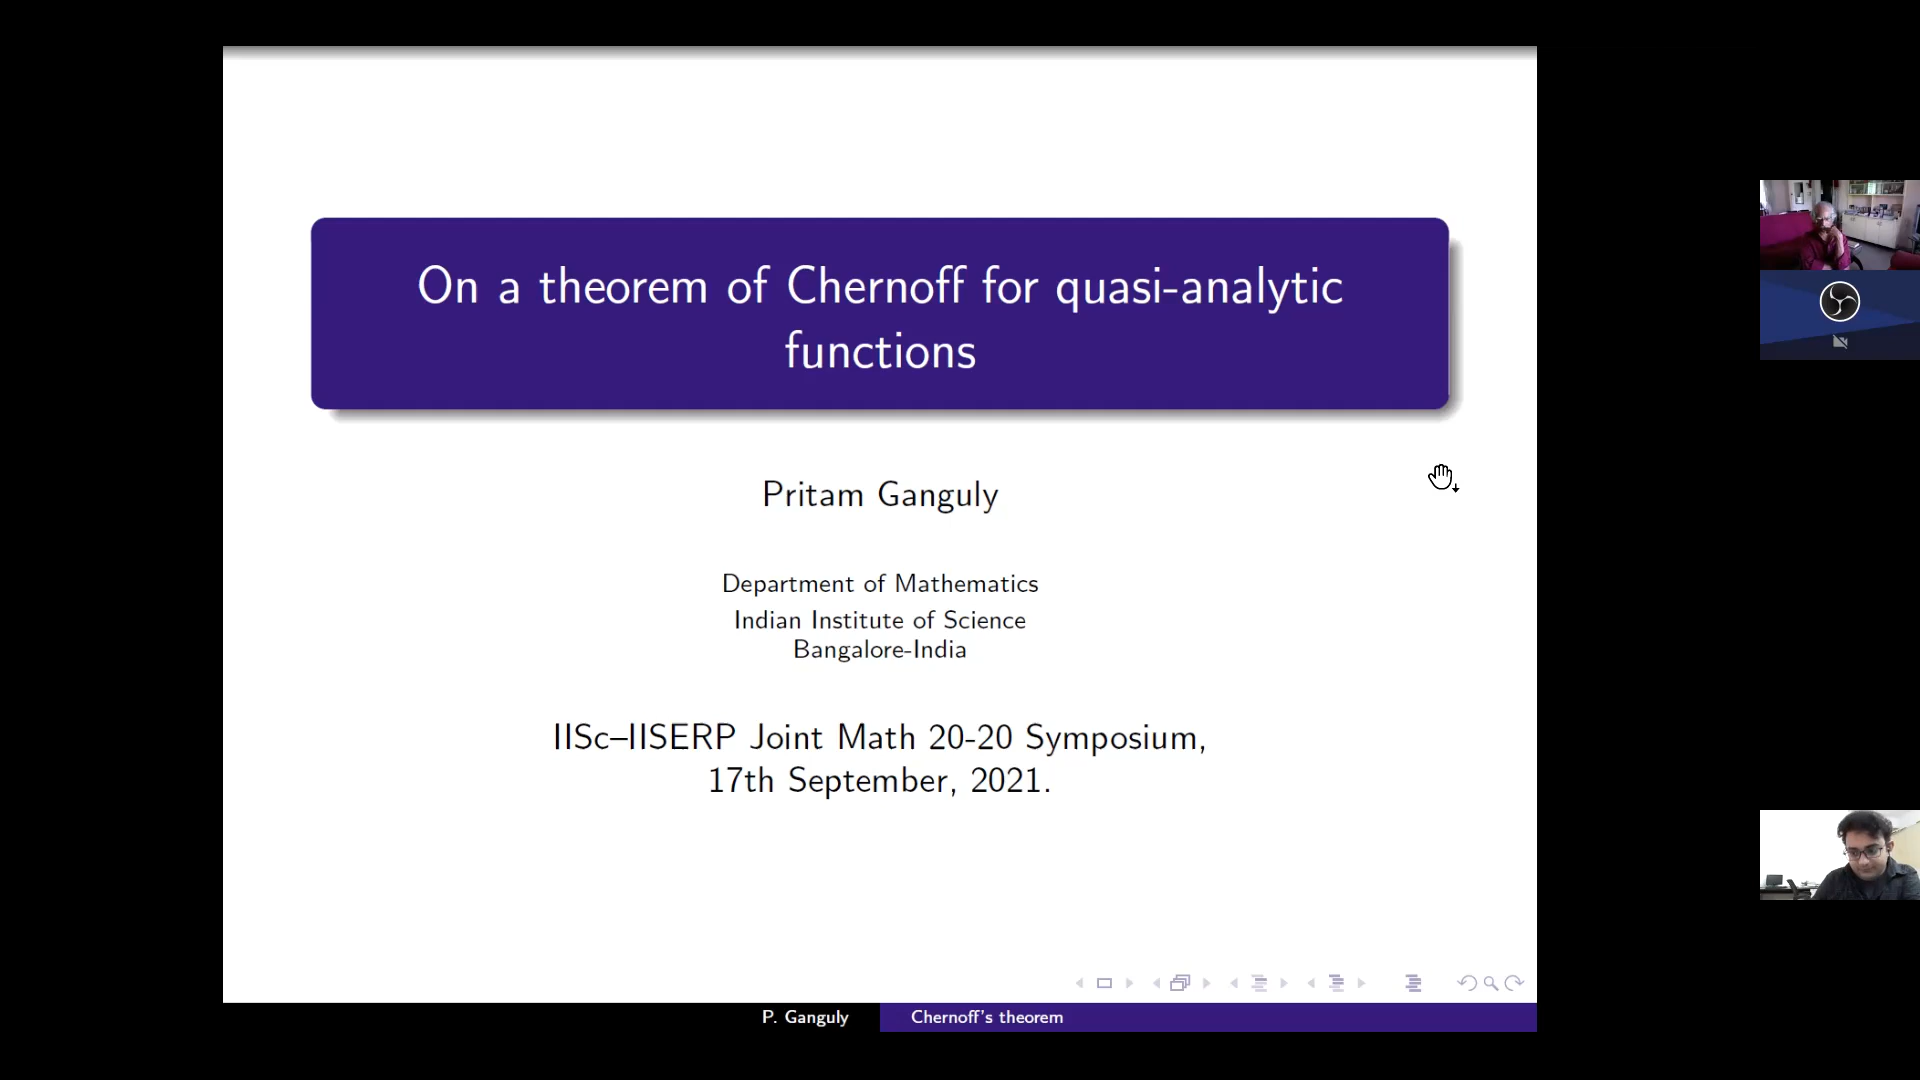 On a theorem of Chernoff for quasi-analytic
functions
Pritam Ganguly
Department of Mathematics
Indian Institute of Science
Bangalore-India
IISc–IISERP Joint Math 20-20 Symposium,
17th September, 2021.
P. Ganguly
Chernoff's theorem